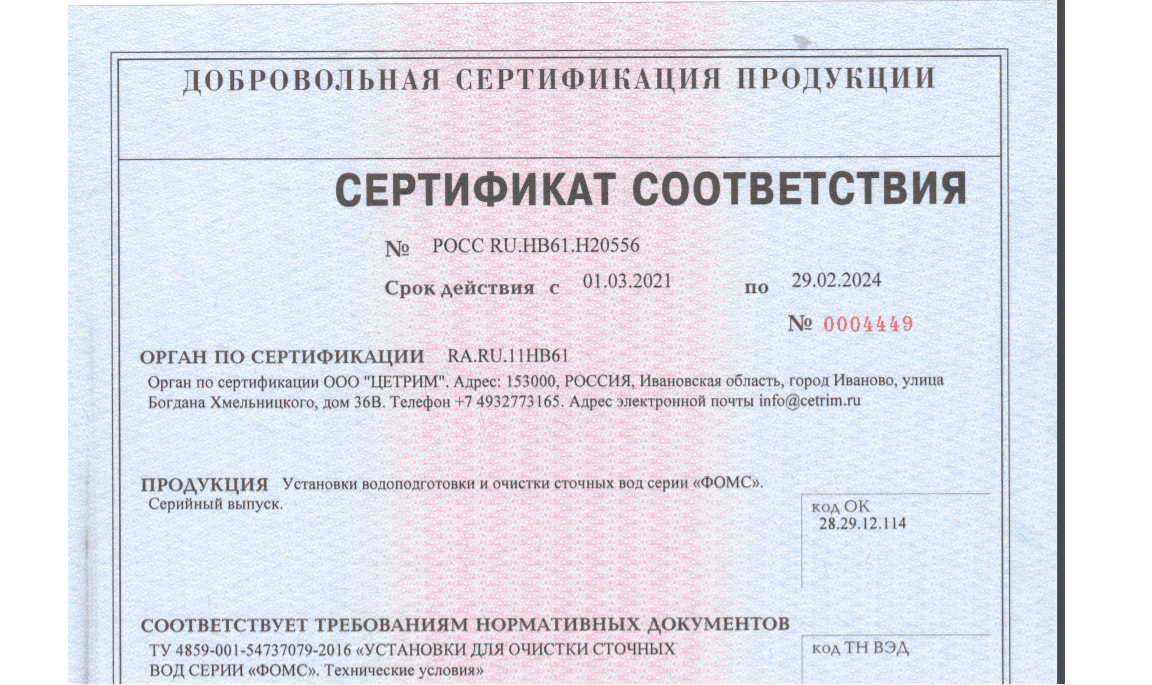 ДОБРОВОЛЬНАЯ СЕРТИФИКАЦИЯ ПРОДУКЦИИ
СЕРТИФИКАТ СООТВЕТСТВИЯ
№ РОСС RU.НВ61.Н20556
Срок действия с 01.03.2021 по 29.02.2024
№ 0004449
ОРГАН ПО СЕРТИФИКАЦИИ RA.RU.11НВ61
Орган по сертификации ООО "ЦЕТРИМ". Адрес: 153000, РОССИЯ, Ивановская область, город Иваново, улица
Богдана Хмельницкого, дом 36В. Телефон +7 4932773165. Адрес электронной почты info@cetrim.ru
ПРОДУКЦИЯ Установки водоподготовки и очистки сточных вод серии «ФОМС».
Серийный выпуск.
код ОК
28.29.12.114
СООТВЕТСТВУЕТ ТРЕБОВАНИЯМ НОРМАТИВНЫХ ДОКУМЕНТОВ
ТУ 4859-001-54737079-2016 «УСТАНОВКИ ДЛЯ ОЧИСТКИ СТОЧНЫХ
ВОД СЕРИИ «ФОМС». Технические условия»
код ТН ВЭД